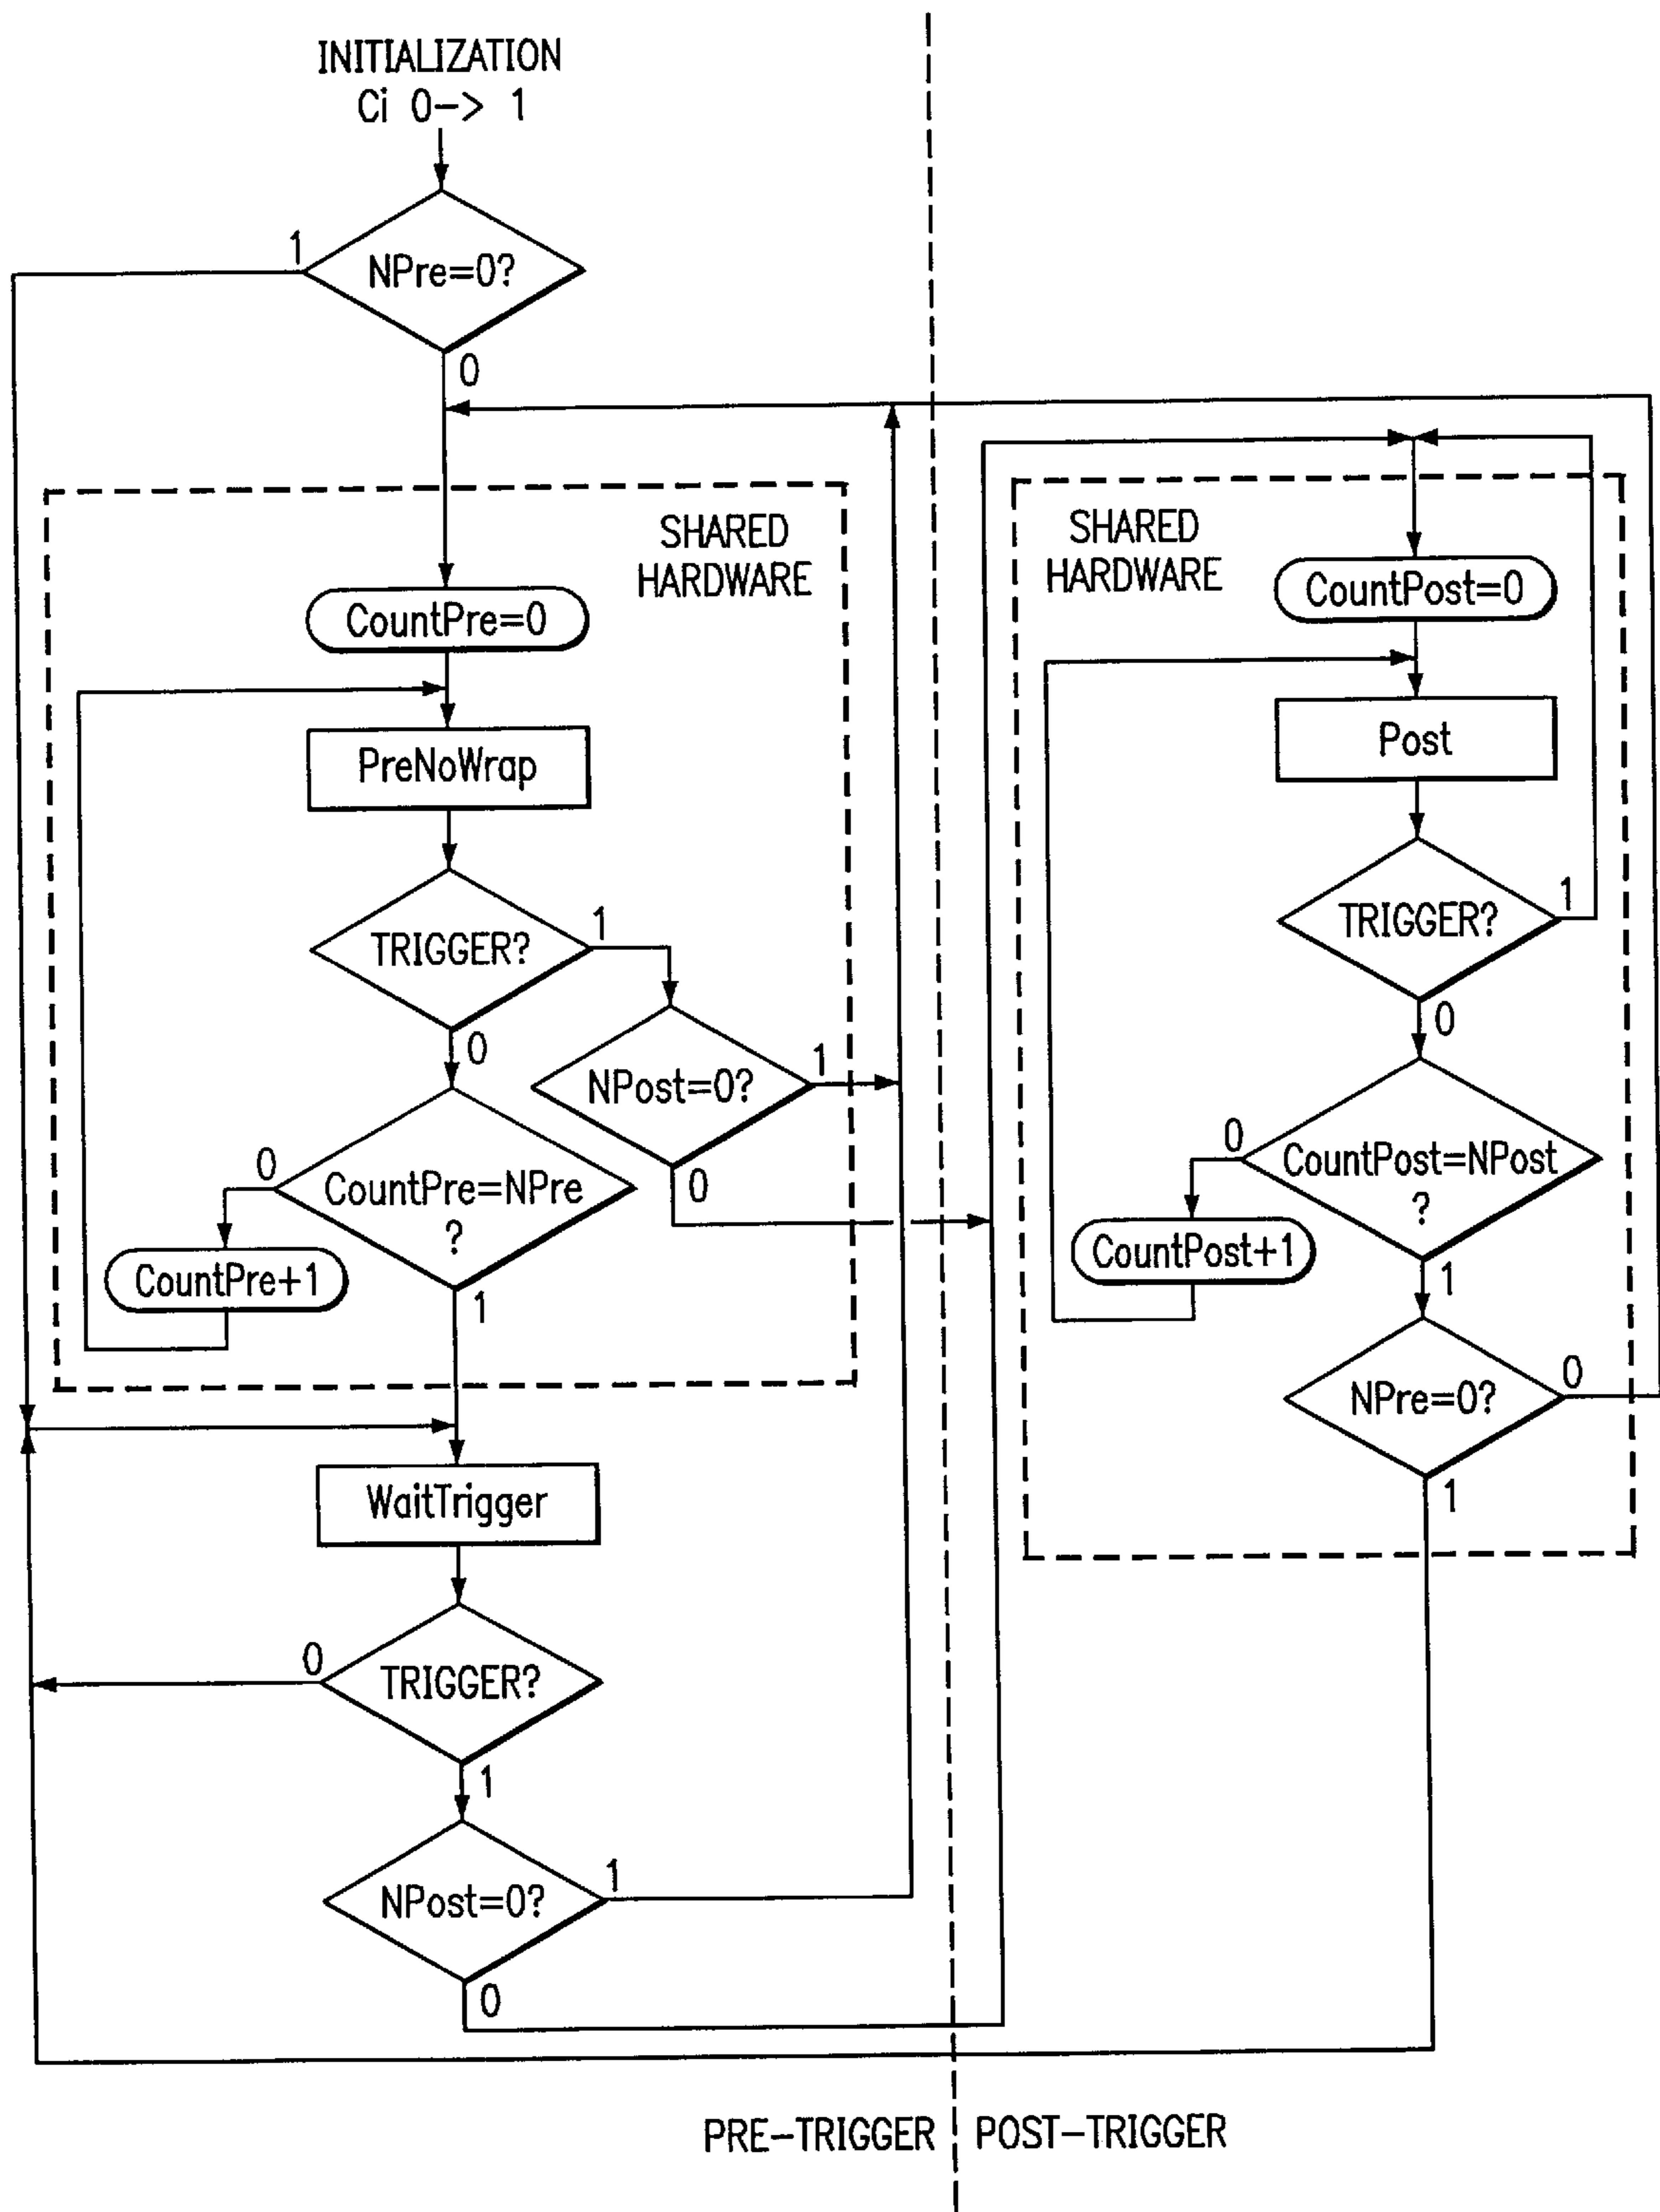 INITIALIZATION
Ci 0-> 1
NPre=0?
1
0
SHARED
HARDWARE
CountPre=0
PreNoWrap
TRIGGER?
1
0
NPost=0?
1
0
CountPre=NPre
?
0
1
CountPre+1
WaitTrigger
TRIGGER?
0
1
NPost=0?
1
0
SHARED
HARDWARE
CountPost=0
Post
TRIGGER?
1
0
CountPost=NPost
?
0
1
CountPost+1
NPre=0?
0
1
PRE-TRIGGER
POST-TRIGGER